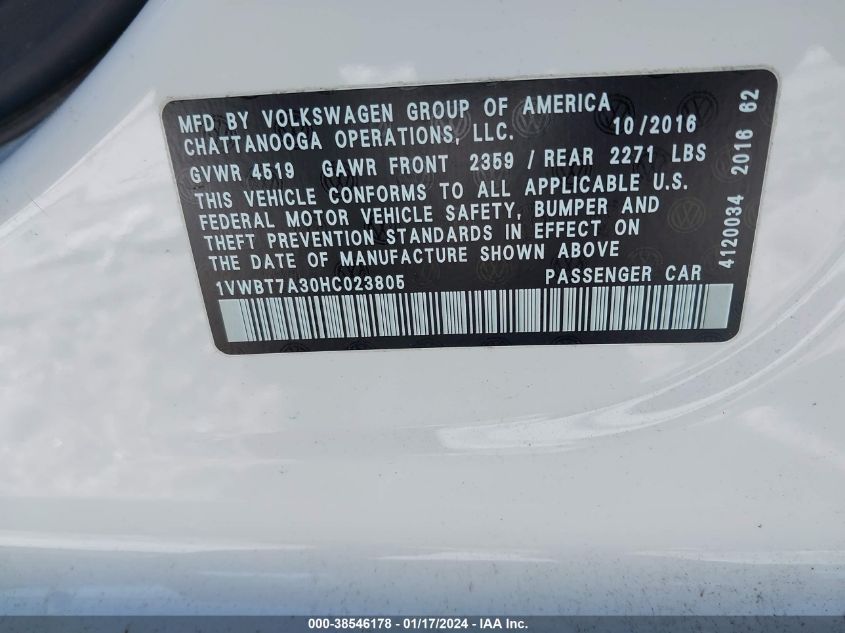 MFD BY VOLKSWAGEN GROUP OF AMERICA
CHATTANOOGA OPERATIONS, LLC. 10/2016
GVWR 4519 GAWR FRONT 2359 / REAR 2271 LBS
THIS VEHICLE CONFORMS TO ALL APPLICABLE U.S.
FEDERAL MOTOR VEHICLE SAFETY, BUMPER AND
THEFT PREVENTION STANDARDS IN EFFECT ON
THE DATE OF MANUFACTURE SHOWN ABOVE
1VWBT7A30HC023805 PASSENGER CAR
4120034 2016 62
000-38546178 - 01/17/2024 - IAA Inc.